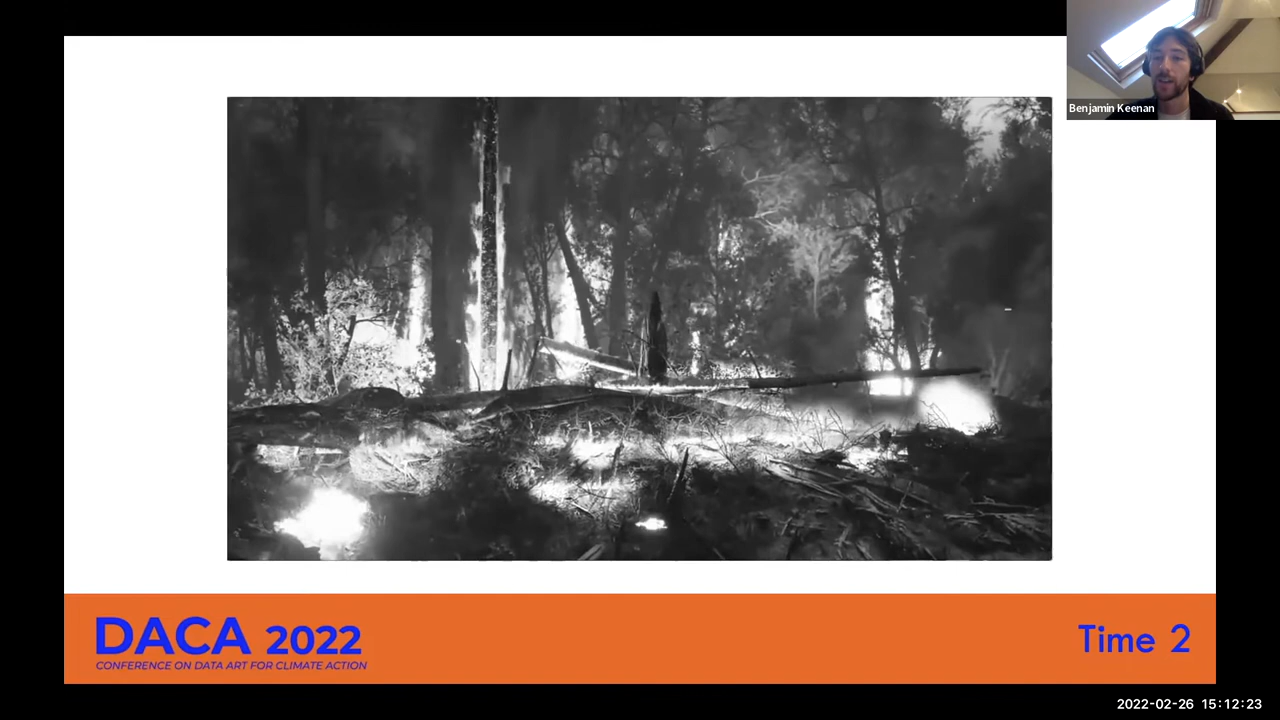 Benjamin Keenan
DACA 2022
CONFERENCE ON DATA ART FOR CLIMATE ACTION
Time 2
2022-02-26 15:12:23